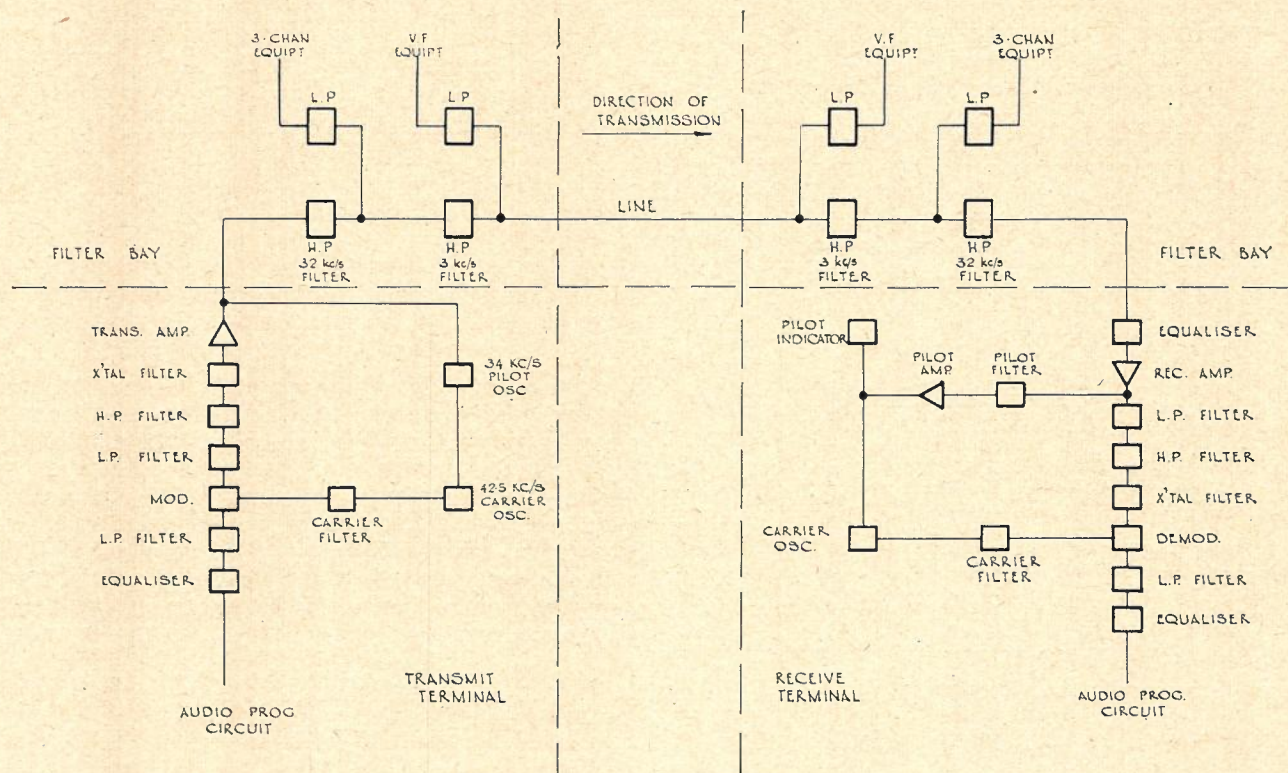 3-CHAN
EQUIPT
V.F
EQUIPT
V.F
EQUIPT
3-CHAN
EQUIPT
L.P
L.P
L.P
L.P
DIRECTION OF
TRANSMISSION
LINE
FILTER BAY
H.P
32 kc/s
FILTER
H.P
3 kc/s
FILTER
H.P
3 kc/s
FILTER
H.P
32 kc/s
FILTER
FILTER BAY
TRANS. AMP.
X'TAL FILTER
H.P. FILTER
L.P. FILTER
MOD.
L.P. FILTER
EQUALISER
34 KC/S
PILOT
OSC
42.5 KC/S
CARRIER
OSC.
CARRIER
FILTER
AUDIO PROG
CIRCUIT
TRANSMIT
TERMINAL
PILOT
INDICATOR
PILOT
AMP.
PILOT
FILTER
CARRIER
OSC.
CARRIER
FILTER
EQUALISER
REC. AMP.
L.P. FILTER
H.P. FILTER
X'TAL FILTER
DEMOD.
L.P. FILTER
EQUALISER
RECEIVE
TERMINAL
AUDIO PROG.
CIRCUIT